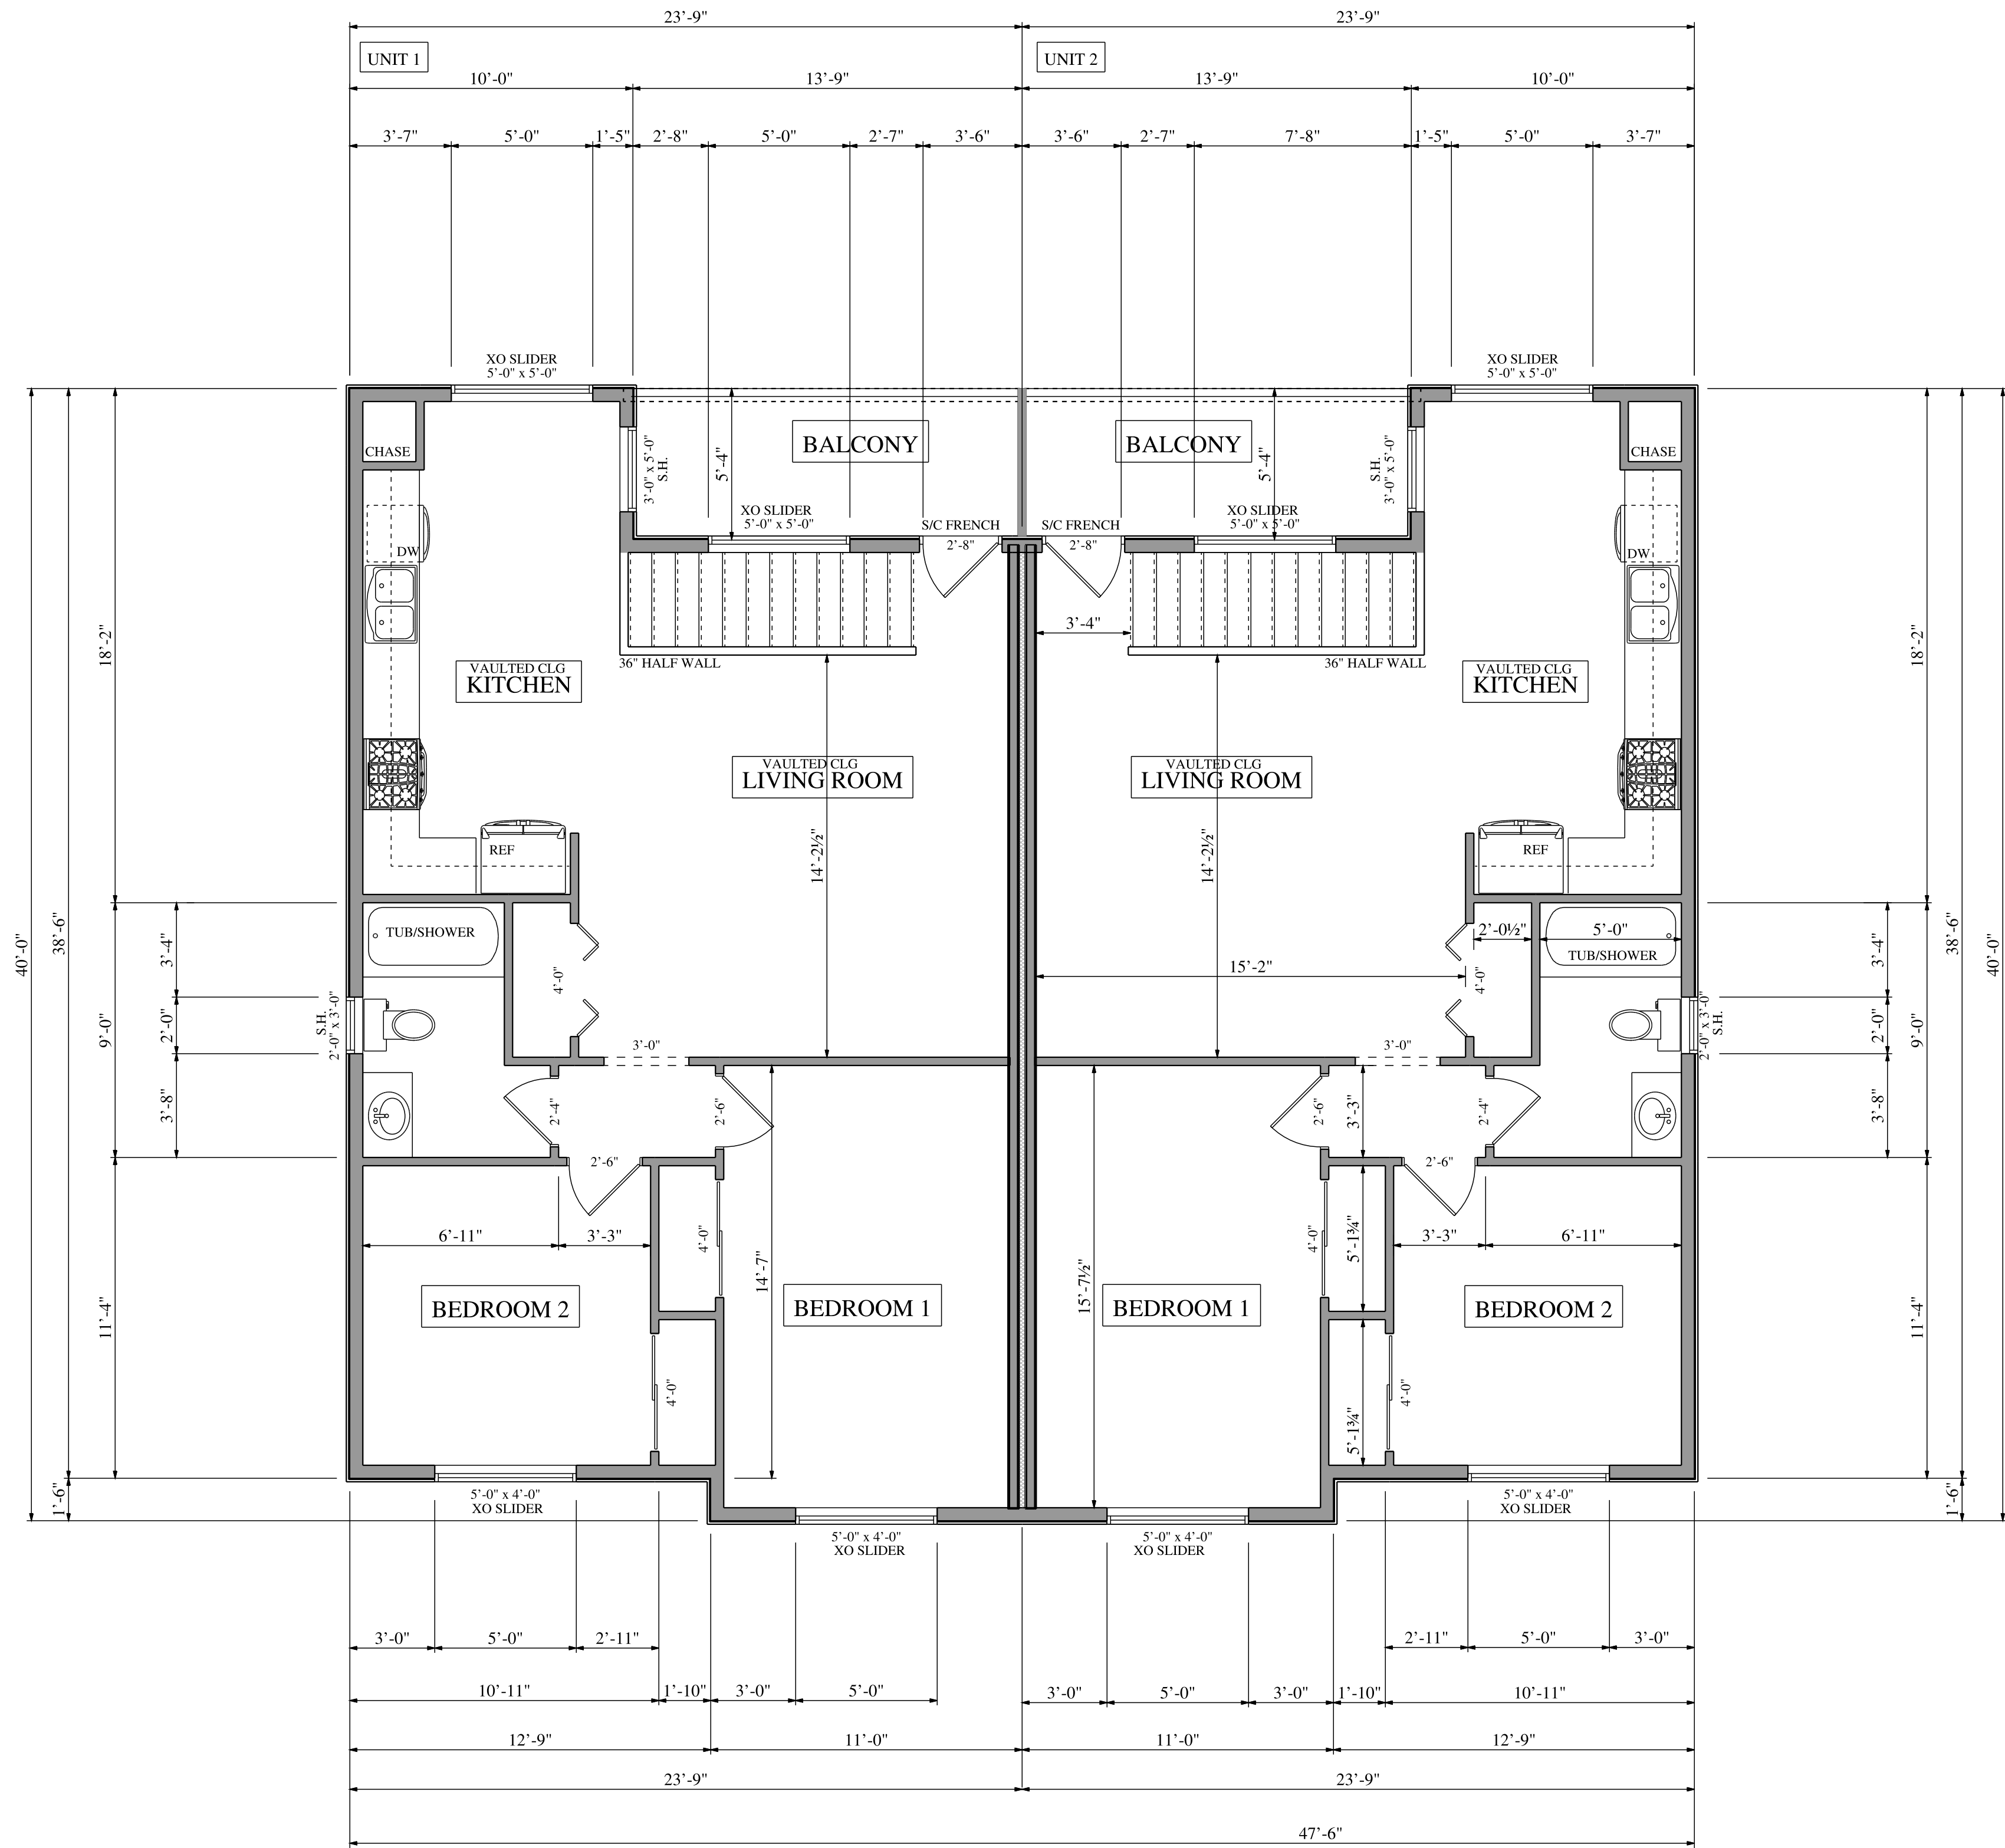 23'-9"
23'-9"
UNIT 1
UNIT 2
10'-0"
13'-9"
13'-9"
10'-0"
3'-7"
5'-0"
1'-5"
2'-8"
5'-0"
2'-7"
3'-6"
3'-6"
2'-7"
7'-8"
1'-5"
5'-0"
3'-7"
XO SLIDER
5'-0" x 5'-0"
XO SLIDER
5'-0" x 5'-0"
CHASE
BALCONY
BALCONY
CHASE
3'-0" x 5'-0"
S.H.
5'-4"
5'-4"
S.H.
3'-0" x 5'-0"
XO SLIDER
5'-0" x 5'-0"
S/C FRENCH
2'-8"
S/C FRENCH
2'-8"
XO SLIDER
5'-0" x 5'-0"
DW
DW
3'-4"
18'-2"
18'-2"
36" HALF WALL
36" HALF WALL
VAULTED CLG
KITCHEN
VAULTED CLG
KITCHEN
VAULTED CLG
LIVING ROOM
VAULTED CLG
LIVING ROOM
14'-2½"
14'-2½"
REF
REF
TUB/SHOWER
2'-0½"
5'-0"
TUB/SHOWER
40'-0"
38'-6"
3'-4"
3'-4"
38'-6"
40'-0"
4'-0"
15'-2"
4'-0"
9'-0"
2'-0"
S.H.
2'-0" x 3'-0"
2'-0" x 3'-0"
S.H.
2'-0"
9'-0"
3'-0"
3'-0"
3'-8"
2'-4"
2'-6"
2'-6"
3'-3"
2'-4"
3'-8"
2'-6"
2'-6"
6'-11"
3'-3"
4'-0"
14'-7"
15'-7½"
4'-0"
5'-1¾"
3'-3"
6'-11"
11'-4"
11'-4"
BEDROOM 2
BEDROOM 1
BEDROOM 1
BEDROOM 2
4'-0"
5'-1¾"
4'-0"
1'-6"
1'-6"
5'-0" x 4'-0"
XO SLIDER
5'-0" x 4'-0"
XO SLIDER
5'-0" x 4'-0"
XO SLIDER
5'-0" x 4'-0"
XO SLIDER
3'-0"
5'-0"
2'-11"
2'-11"
5'-0"
3'-0"
10'-11"
1'-10"
3'-0"
5'-0"
3'-0"
5'-0"
3'-0"
1'-10"
10'-11"
12'-9"
11'-0"
11'-0"
12'-9"
23'-9"
23'-9"
47'-6"